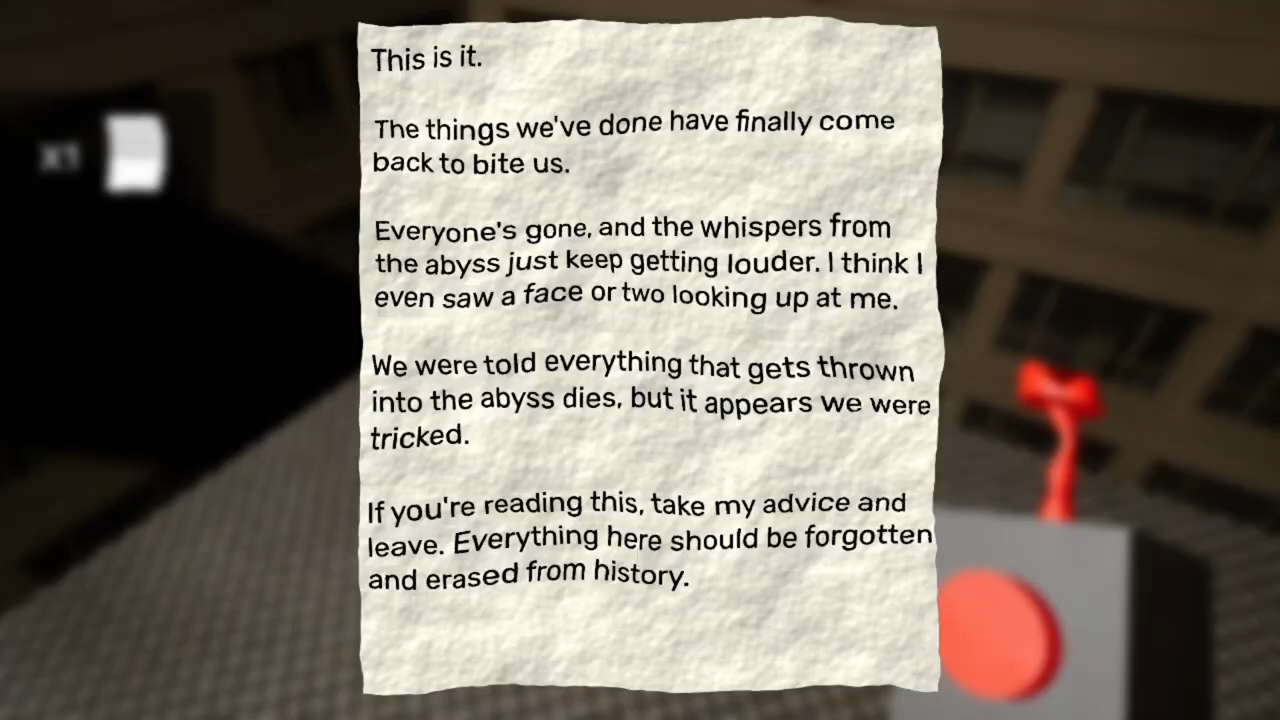 This is it.
The things we've done have finally come
back to bite us.
Everyone's gone, and the whispers from
the abyss just keep getting louder. I think I
even saw a face or two looking up at me.
We were told everything that gets thrown
into the abyss dies, but it appears we were
tricked.
If you're reading this, take my advice and
leave. Everything here should be forgotten
and erased from history.
X1